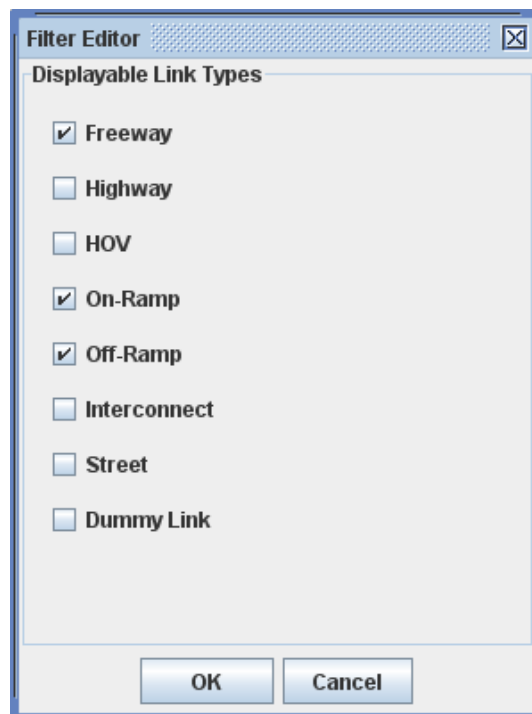 Filter Editor
Displayable Link Types
Freeway
Highway
HOV
On-Ramp
Off-Ramp
Interconnect
Street
Dummy Link
OK Cancel